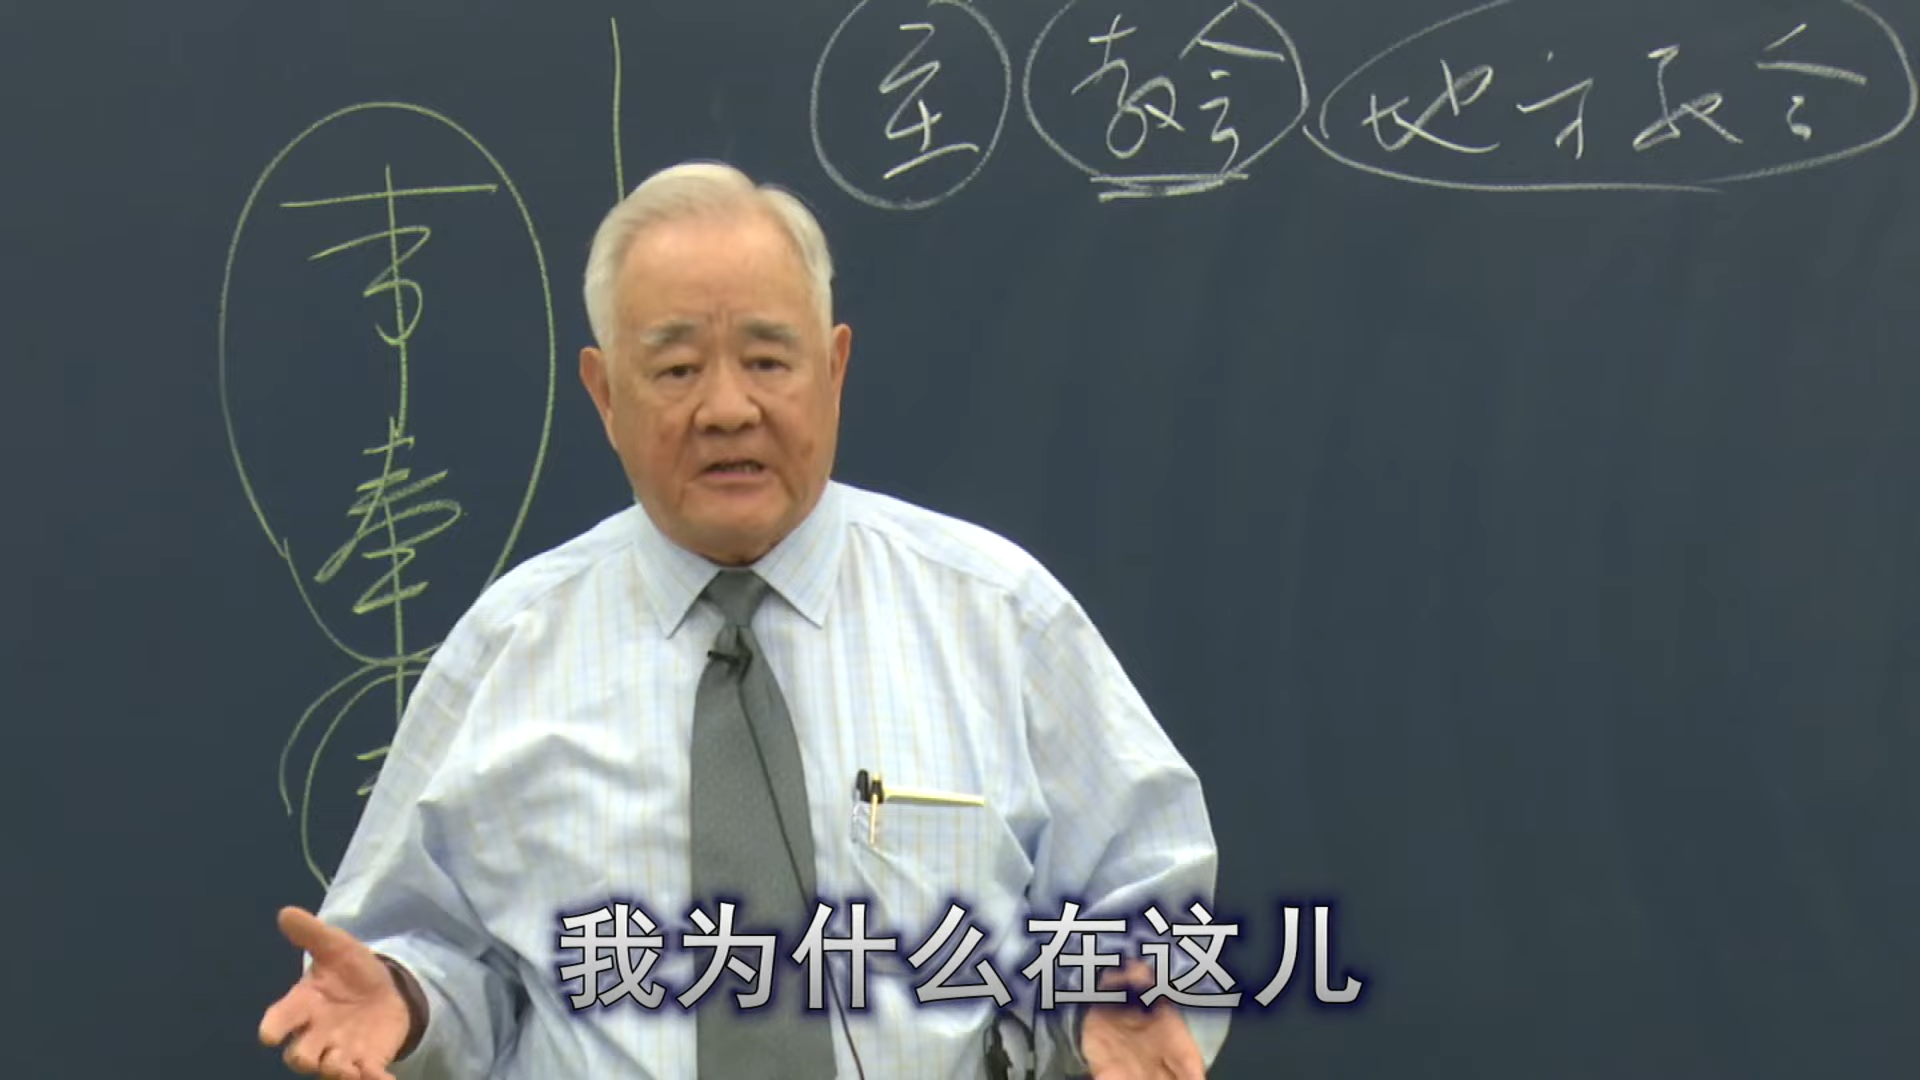 主 教会 地方教会
事奉
我为什么在这儿